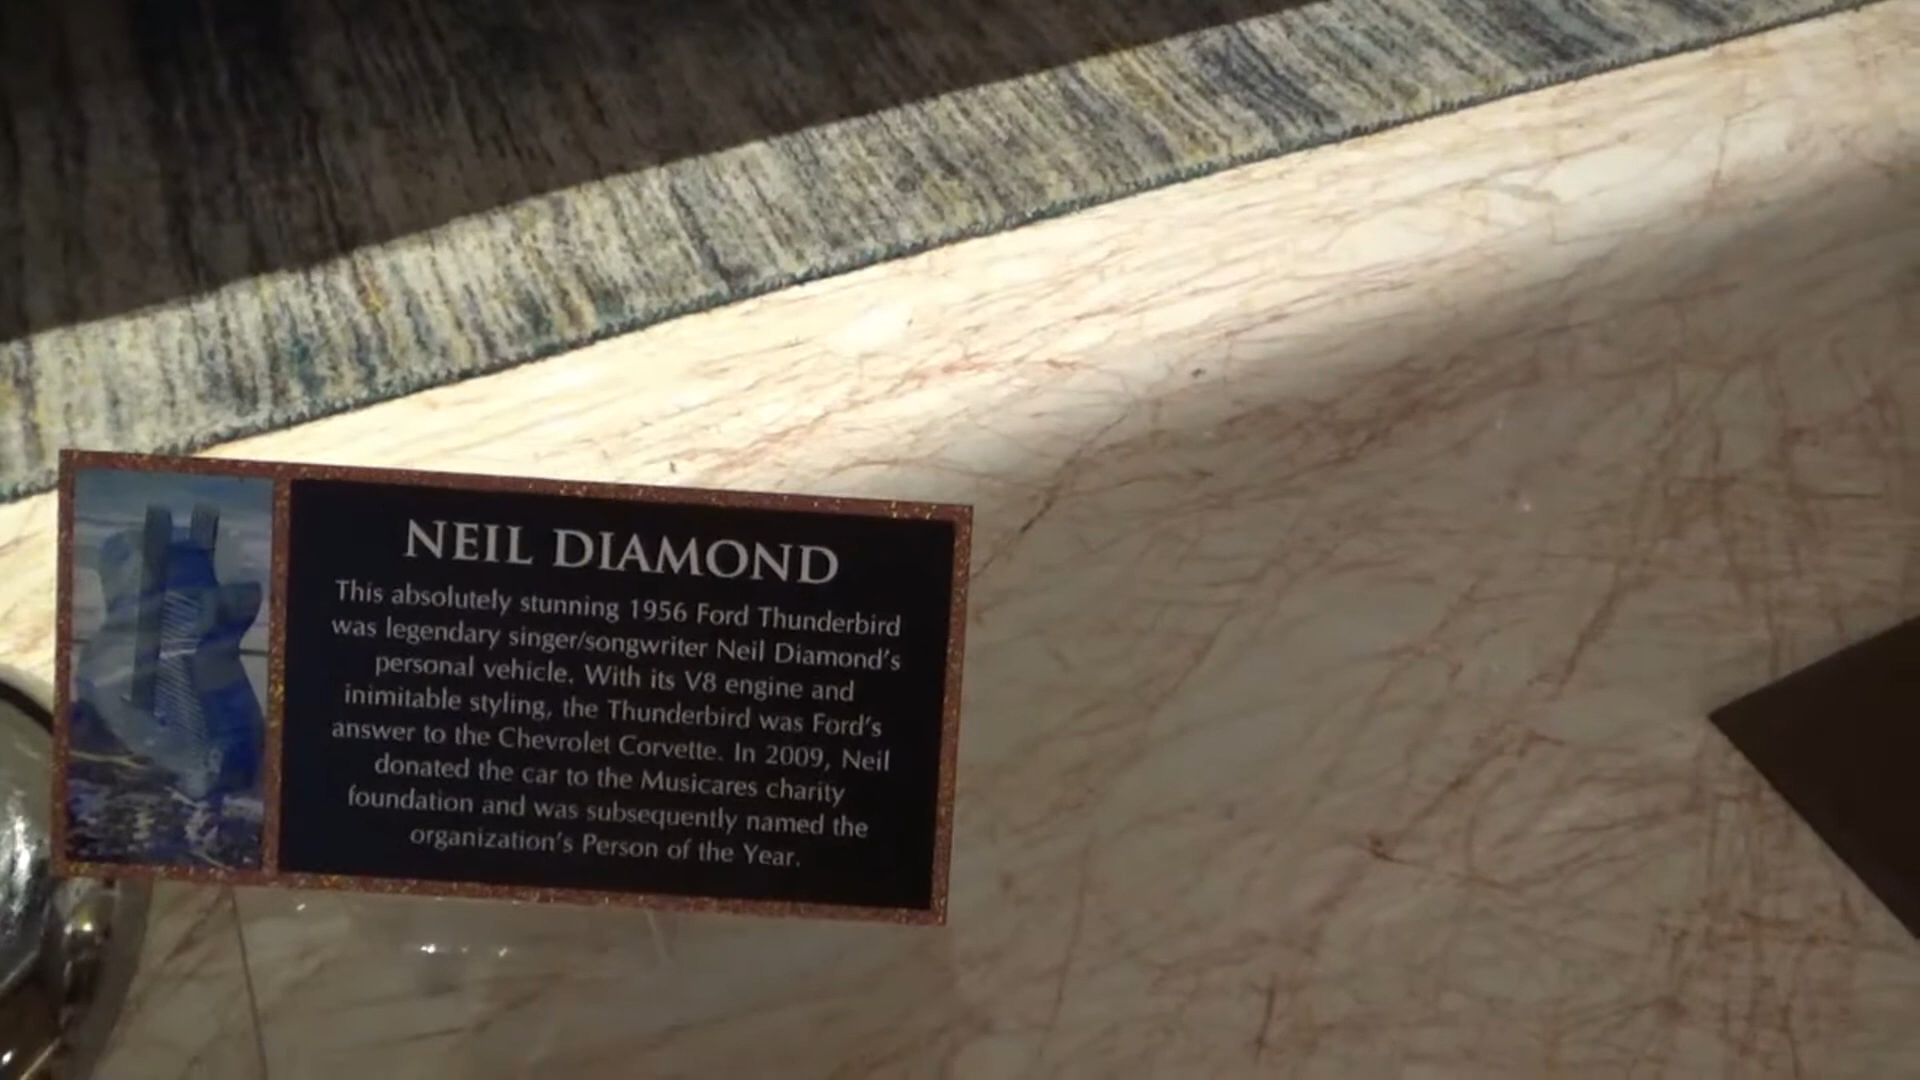 NEIL DIAMOND
This absolutely stunning 1956 Ford Thunderbird
was legendary singer/songwriter Neil Diamond's
personal vehicle. With its V8 engine and
inimitable styling, the Thunderbird was Ford's
answer to the Chevrolet Corvette. In 2009, Neil
donated the car to the Musicares charity
foundation and was subsequently named the
organization's Person of the Year.